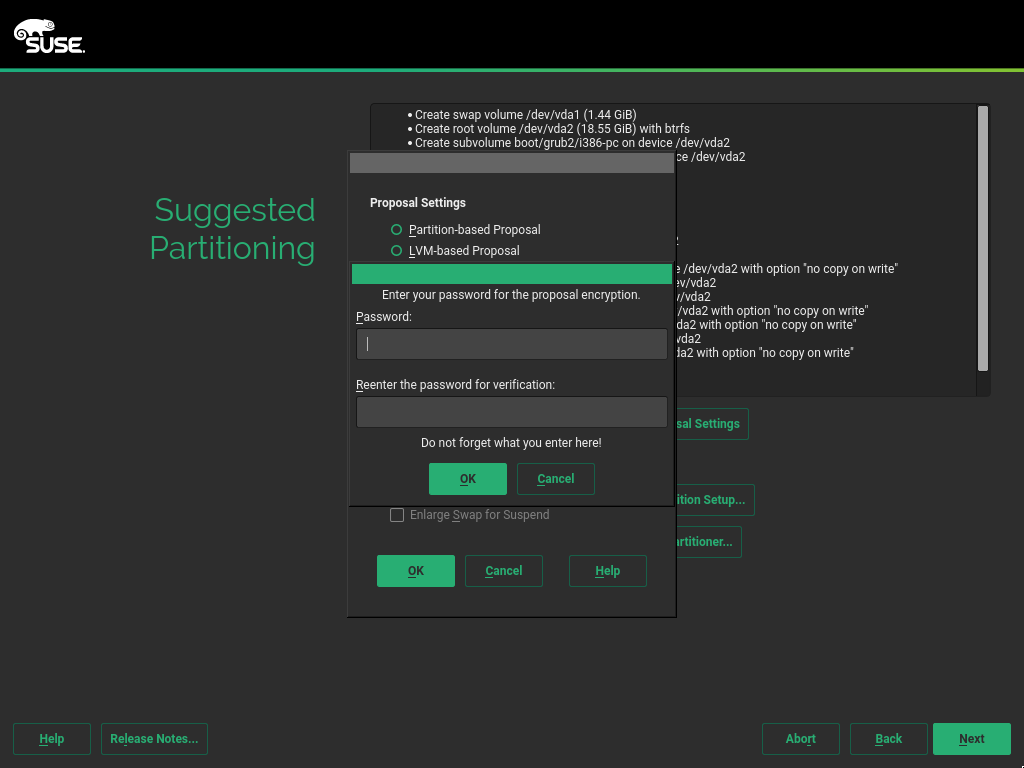 SUSE.
Create swap volume /dev/vda1 (1.44 GiB)
Create root volume /dev/vda2 (18.55 GiB) with btrfs
Create subvolume boot/grub2/i386-pc on device /dev/vda2
ce /dev/vda2
Suggested
Partitioning
Proposal Settings
Partition-based Proposal
LVM-based Proposal
/dev/vda2 with option "no copy on write"
ev/vda2
v/vda2
/vda2 with option "no copy on write"
da2 with option "no copy on write"
vda2
da2 with option "no copy on write"
Enter your password for the proposal encryption.
Password:
Reenter the password for verification:
Do not forget what you enter here!
OK
Cancel
sal Settings
ition Setup...
artitioner...
Enlarge Swap for Suspend
OK
Cancel
Help
Help
Release Notes...
Abort
Back
Next